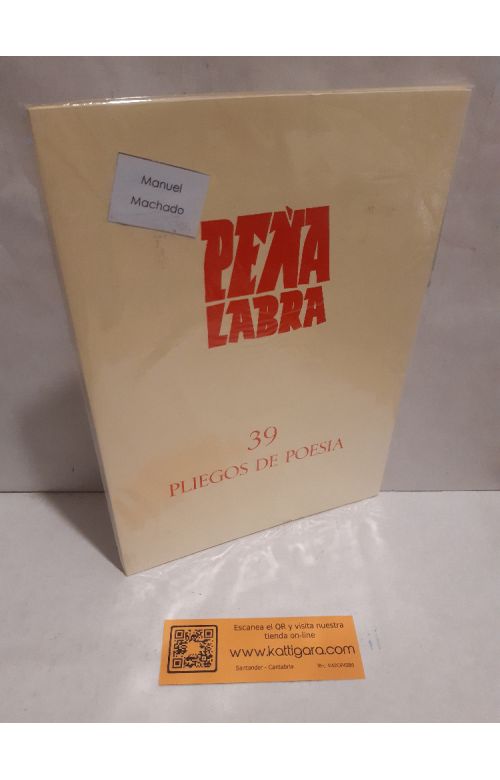 Manuel
Machado
PEÑA
LABRA
39
PLIEGOS DE POESIA
Escanea el QR y visita nuestra
tienda on-line
www.kattigara.com
Santander - Cantabria